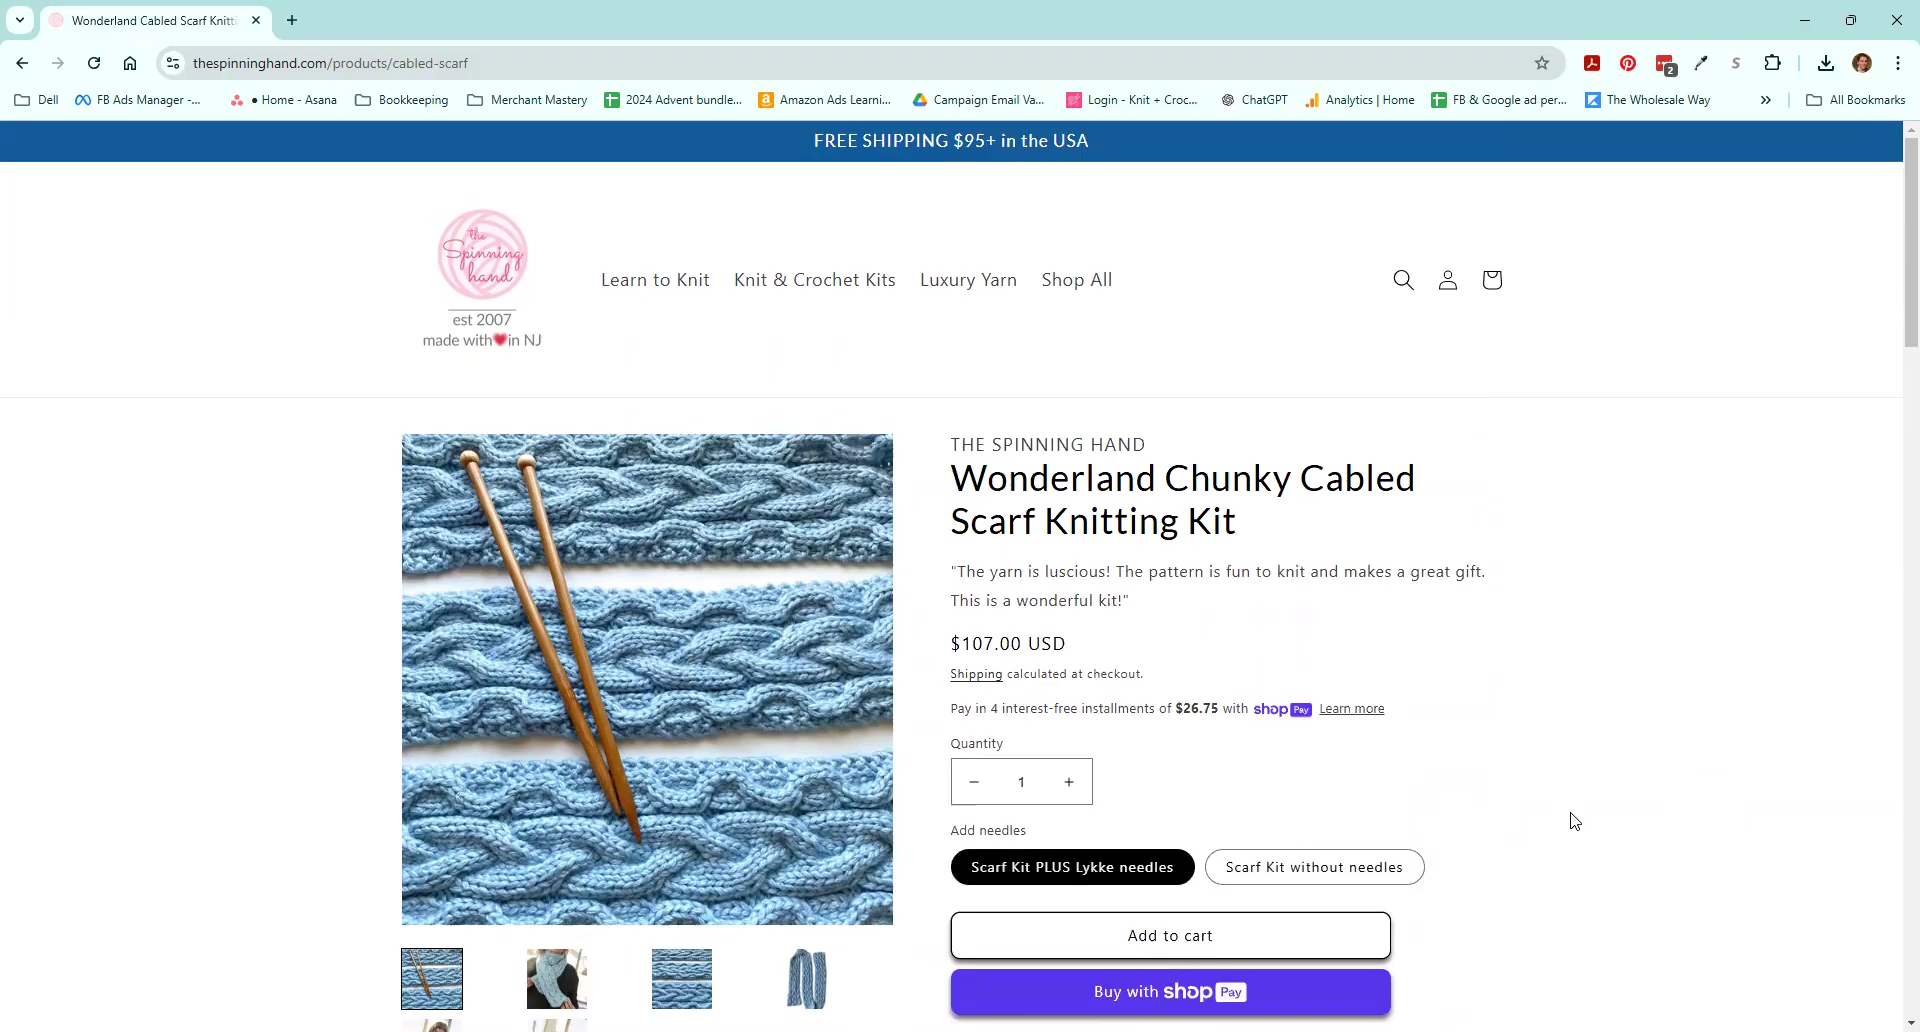 Wonderland Cabled Scarf Knitti
thespinninghand.com/products/cabled-scarf
2
Dell
FB Ads Manager -...
• Home - Asana
Bookkeeping
Merchant Mastery
2024 Advent bundle...
Amazon Ads Learni...
Campaign Email Va...
Login - Knit + Croc...
ChatGPT
Analytics | Home
FB & Google ad per...
The Wholesale Way
All Bookmarks
FREE SHIPPING $95+ in the USA
the
Spinning
hand
est 2007
made with❤in NJ
Learn to Knit
Knit & Crochet Kits
Luxury Yarn
Shop All
THE SPINNING HAND
Wonderland Chunky Cabled
Scarf Knitting Kit
"The yarn is luscious! The pattern is fun to knit and makes a great gift.
This is a wonderful kit!"
$107.00 USD
Shipping calculated at checkout.
Pay in 4 interest-free installments of $26.75 with shop Pay Learn more
Quantity
− 1 +
Add needles
Scarf Kit PLUS Lykke needles
Scarf Kit without needles
Add to cart
Buy with shop Pay